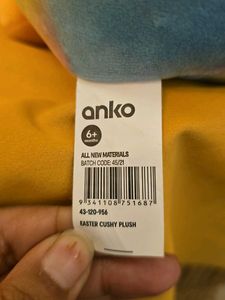 anko
6+
months
ALL NEW MATERIALS
BATCH CODE: 45/21
9 341108 751687
43-120-956
EASTER CUSHY PLUSH